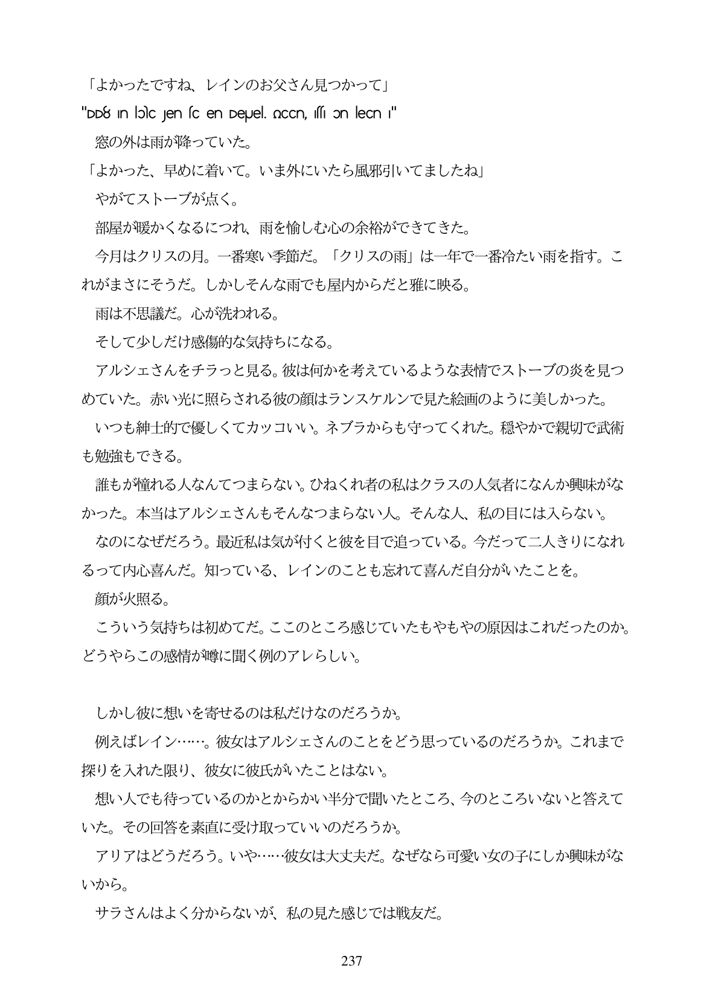 「よかったですね、レインのお父さん見つかって」
窓の外は雨が降っていた。
「よかった、早めに着いて。いま外にいたら風邪引いてましたね」
やがてストーブが点く。
部屋が暖かくなるにつれ、雨を愉しむ心の余裕ができてきた。
今月はクリスの月。一番寒い季節だ。「クリスの雨」は一年で一番冷たい雨を指す。こ
れがまさにそうだ。しかしそんな雨でも屋内からだと雅に映る。
雨は不思議だ。心が洗われる。
そして少しだけ感傷的な気持ちになる。
アルシェさんをチラっと見る。彼は何かを考えているような表情でストーブの炎を見つ
めていた。赤い光に照らされる彼の顔はランスケルンで見た絵画のように美しかった。
いつも紳士的で優しくてカッコいい。ネブラからも守ってくれた。穏やかで親切で武術
も勉強もできる。
誰もが憧れる人なんてつまらない。ひねくれ者の私はクラスの人気者になんか興味がな
かった。本当はアルシェさんもそんなつまらない人。そんな人、私の目には入らない。
なのになぜだろう。最近私は気が付くと彼を目で追っている。今だって二人きりになれ
るって内心喜んだ。知っている、レインのことも忘れて喜んだ自分がいたことを。
顔が火照る。
こういう気持ちは初めてだ。ここのところ感じていたもやもやの原因はこれだったのか。
どうやらこの感情が噂に聞く例のアレらしい。
しかし彼に想いを寄せるのは私だけなのだろうか。
例えばレイン……。彼女はアルシェさんのことをどう思っているのだろうか。これまで
探りを入れた限り、彼女に彼氏がいたことはない。
想い人でも待っているのかとからかい半分で聞いたところ、今のところいないと答えて
いた。その回答を素直に受け取っていいのだろうか。
アリアはどうだろう。いや……彼女は大丈夫だ。なぜなら可愛い女の子にしか興味がな
いから。
サラさんはよく分からないが、私の見た感じでは戦友だ。
237